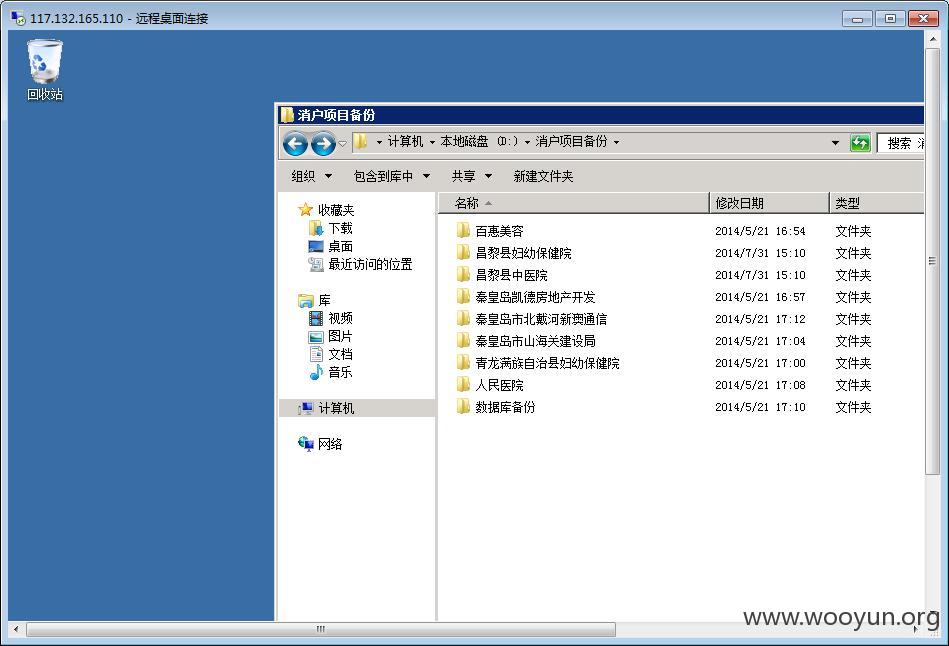 117.132.165.110 - 远程桌面连接
回收站
消户项目备份
计算机 本地磁盘 (D:) 消户项目备份 搜索
组织 包含到库中 共享 新建文件夹
名称 修改日期 类型
收藏夹
下载
桌面
最近访问的位置
库
视频
图片
文档
音乐
计算机
网络
百惠美容 2014/5/21 16:54 文件夹
昌黎县妇幼保健院 2014/7/31 15:10 文件夹
昌黎县中医院 2014/7/31 15:10 文件夹
秦皇岛凯德房地产开发 2014/5/21 16:57 文件夹
秦皇岛市北戴河新奥通信 2014/5/21 17:12 文件夹
秦皇岛市山海关建设局 2014/5/21 17:04 文件夹
青龙满族自治县妇幼保健院 2014/5/21 17:00 文件夹
人民医院 2014/5/21 17:08 文件夹
数据库备份 2014/5/21 17:10 文件夹
www.wooyun.org